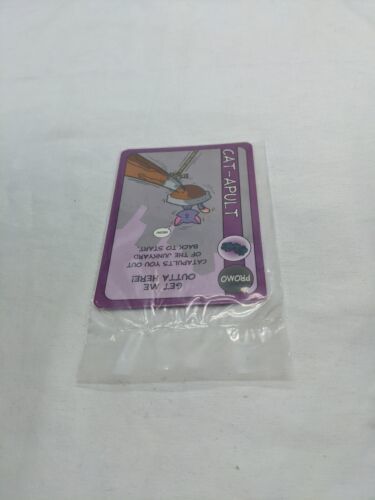 CAT-APULT
PROMO
GET ME
OUTTA HERE!
CATAPULTS YOU OUT
OF THE JUNKYARD
BACK TO START.